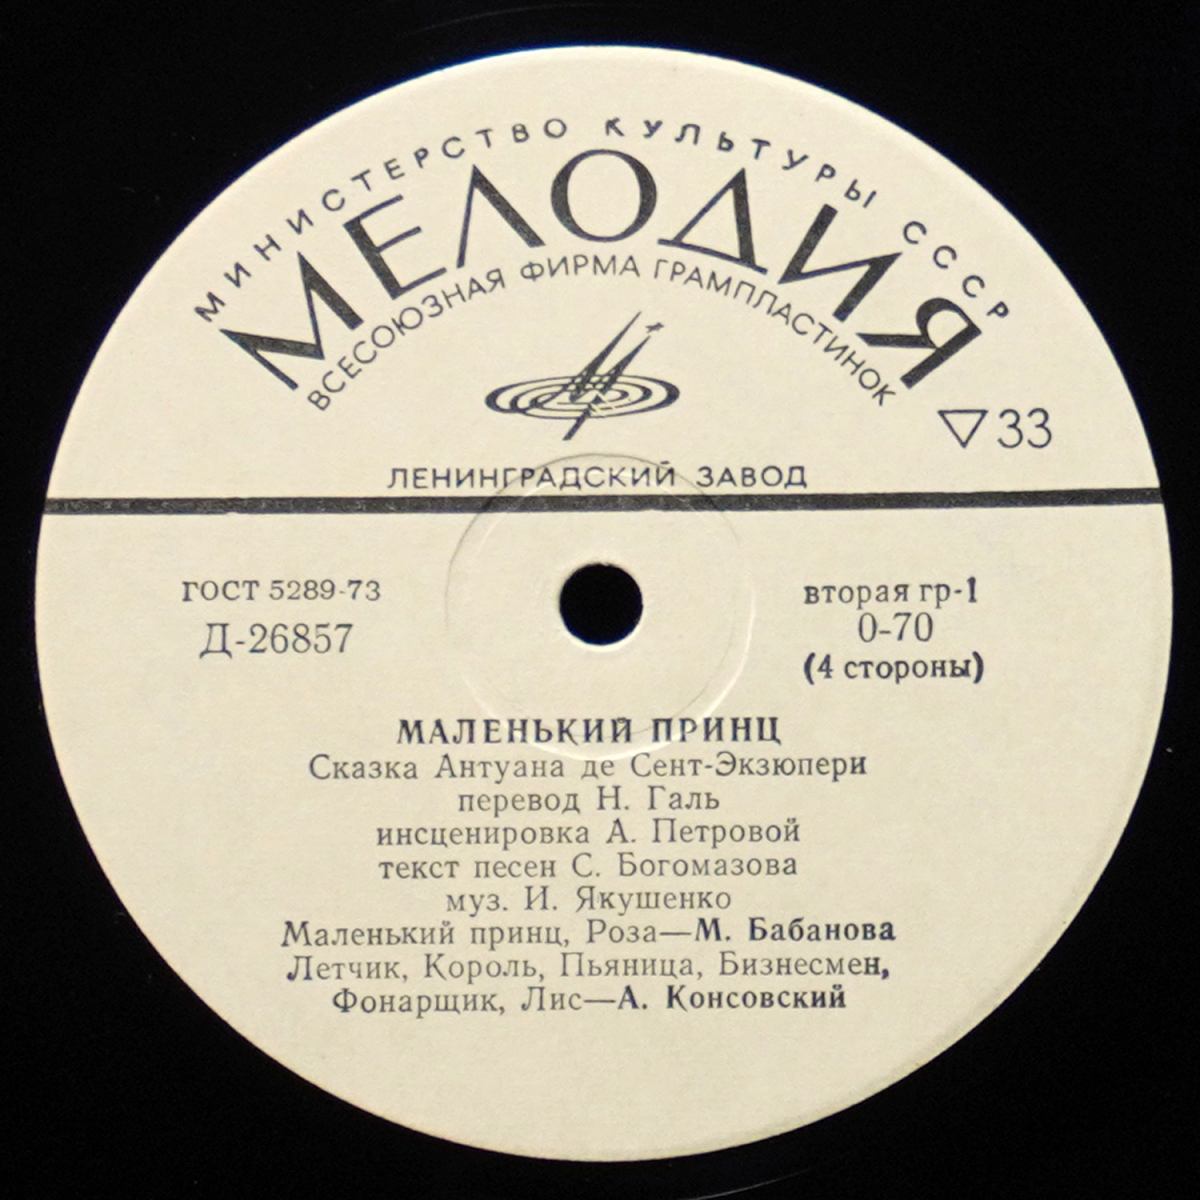 МИНИСТЕРСТВО КУЛЬТУРЫ СССР
МЕЛОДИЯ
ВСЕСОЮЗНАЯ ФИРМА ГРАМПЛАСТИНОК
33
ЛЕНИНГРАДСКИЙ ЗАВОД
ГОСТ 5289-73
Д-26857
вторая гр-1
0-70
(4 стороны)
МАЛЕНЬКИЙ ПРИНЦ
Сказка Антуана де Сент-Экзюпери
перевод Н. Галь
инсценировка А. Петровой
текст песен С. Богомазова
муз. И. Якушенко
Маленький принц, Роза—М. Бабанова
Летчик, Король, Пьяница, Бизнесмен,
Фонарщик, Лис—А. Консовский